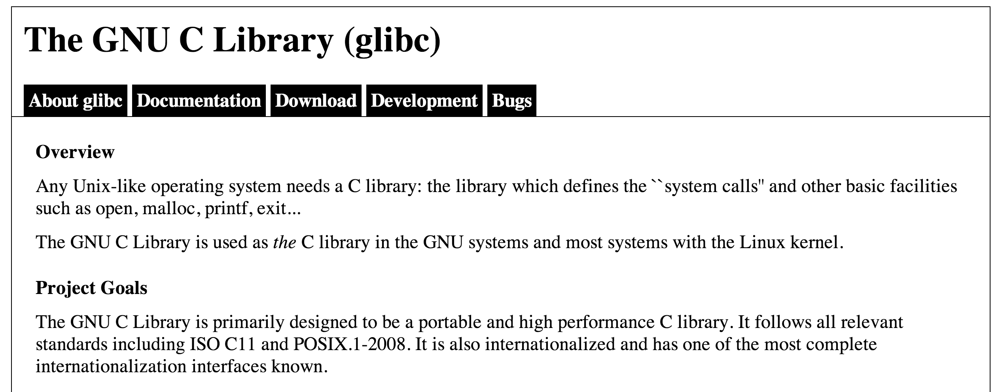 The GNU C Library (glibc)
About glibc Documentation Download Development Bugs
Overview
Any Unix-like operating system needs a C library: the library which defines the ``system calls'' and other basic facilities
such as open, malloc, printf, exit...
The GNU C Library is used as the C library in the GNU systems and most systems with the Linux kernel.
Project Goals
The GNU C Library is primarily designed to be a portable and high performance C library. It follows all relevant
standards including ISO C11 and POSIX.1-2008. It is also internationalized and has one of the most complete
internationalization interfaces known.